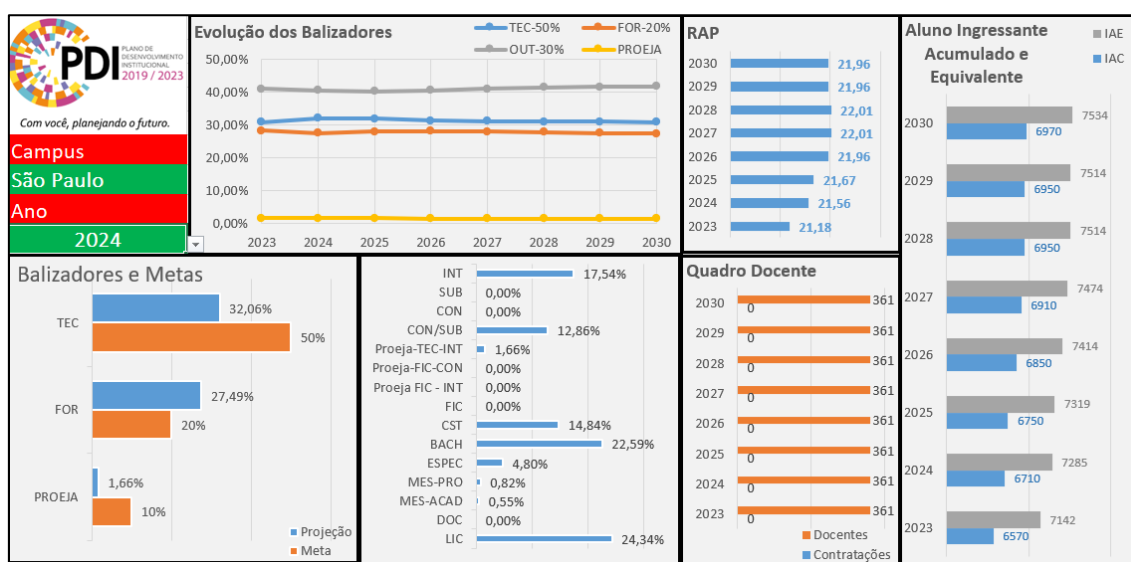 PDI
PLANO DE
DESENVOLVIMENTO
INSTITUCIONAL
2019 / 2023
Com você, planejando o futuro.
Campus
São Paulo
Ano
2024
Evolução dos Balizadores
TEC-50%
FOR-20%
OUT-30%
PROEJA
50,00%
40,00%
30,00%
20,00%
10,00%
0,00%
2023 2024 2025 2026 2027 2028 2029 2030
RAP
2030 21,96
2029 21,96
2028 22,01
2027 22,01
2026 21,96
2025 21,67
2024 21,56
2023 21,18
Aluno Ingressante
Acumulado e
Equivalente
IAE
IAC
2030 7534
6970
2029 7514
6950
2028 7514
6950
2027 7474
6910
2026 7414
6850
2025 7319
6750
2024 7285
6710
2023 7142
6570
Balizadores e Metas
TEC 32,06%
50%
FOR 27,49%
20%
PROEJA 1,66%
10%
Projeção
Meta
INT 17,54%
SUB 0,00%
CON 0,00%
CON/SUB 12,86%
Proeja-TEC-INT 1,66%
Proeja-FIC-CON 0,00%
Proeja FIC - INT 0,00%
FIC 0,00%
CST 14,84%
BACH 22,59%
ESPEC 4,80%
MES-PRO 0,82%
MES-ACAD 0,55%
DOC 0,00%
LIC 24,34%
Quadro Docente
2030 361
0
2029 361
0
2028 361
0
2027 361
0
2026 361
0
2025 361
0
2024 361
0
2023 361
0
Docentes
Contratações